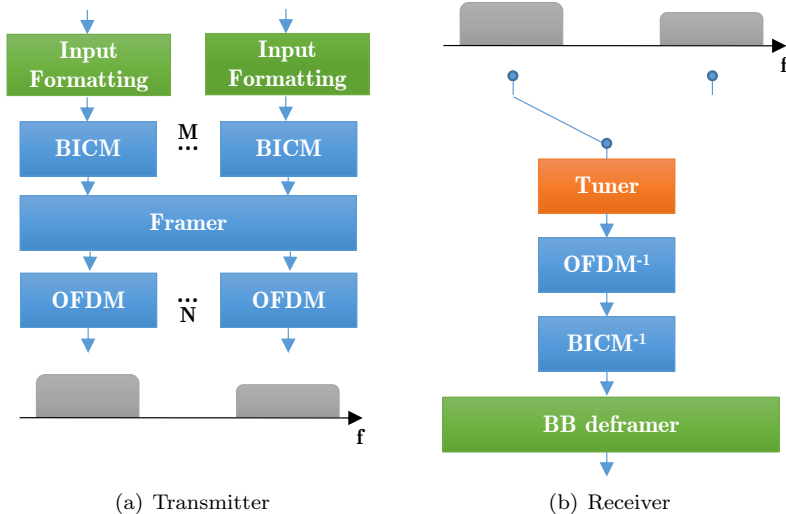 Input
Formatting
Input
Formatting
BICM
M
...
BICM
Framer
OFDM
...
N
OFDM
f
(a) Transmitter
f
Tuner
OFDM-1
BICM-1
BB deframer
(b) Receiver